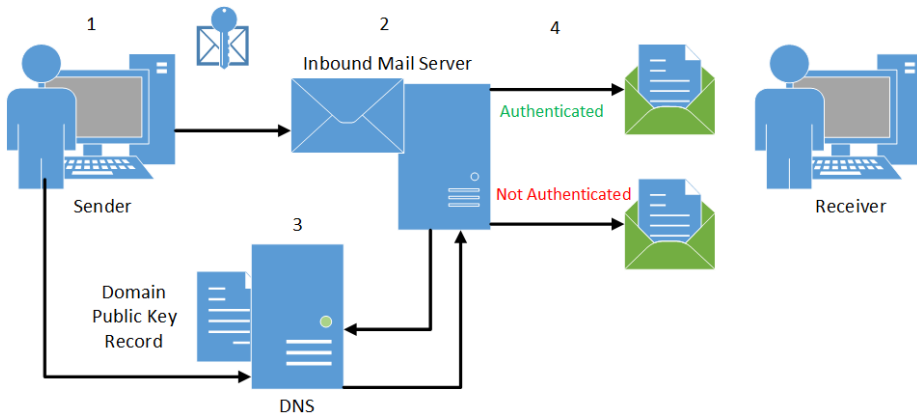 1
2
4
Inbound Mail Server
Authenticated
Not Authenticated
Sender
Receiver
3
Domain
Public Key
Record
DNS